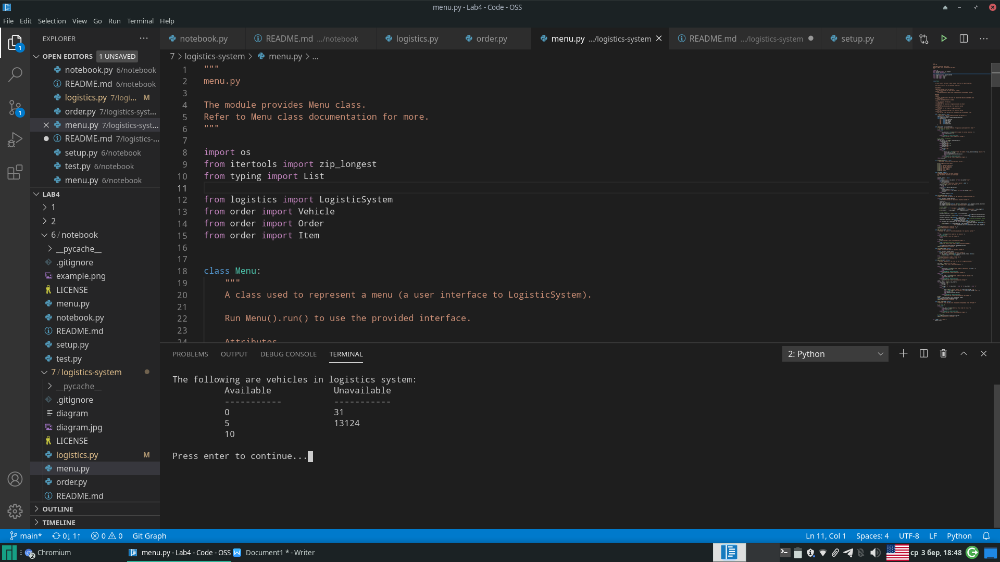 menu.py - Lab4 - Code - OSS
File Edit Selection View Go Run Terminal Help
EXPLORER
OPEN EDITORS 1 UNSAVED
notebook.py 6/notebook
README.md 6/notebook
logistics.py 7/logi... M
order.py 7/logistics-syst...
menu.py 7/logistics-syst...
README.md 7/logistics-...
setup.py 6/notebook
test.py 6/notebook
menu.py 6/notebook
LAB4
1
2
6 / notebook
__pycache__
.gitignore
example.png
LICENSE
menu.py
notebook.py
README.md
setup.py
test.py
7 / logistics-system
__pycache__
.gitignore
diagram
diagram.jpg
LICENSE
logistics.py M
menu.py
order.py
README.md
OUTLINE
TIMELINE
notebook.py README.md .../notebook logistics.py order.py menu.py .../logistics-system README.md .../logistics-system setup.py
7 > logistics-system > menu.py > ...
1 """
2 menu.py
3
4 The module provides Menu class.
5 Refer to Menu class documentation for more.
6 """
7
8 import os
9 from itertools import zip_longest
10 from typing import List
11
12 from logistics import LogisticSystem
13 from order import Vehicle
14 from order import Order
15 from order import Item
16
17
18 class Menu:
19 """
20 A class used to represent a menu (a user interface to LogisticSystem).
21
22 Run Menu().run() to use the provided interface.
23
24 Attributes
PROBLEMS OUTPUT DEBUG CONSOLE TERMINAL 2: Python
The following are vehicles in logistics system:
Available Unavailable
----------- -----------
0 31
5 13124
10
Press enter to continue...
main* 0↓ 1↑ 0 0 Git Graph Ln 11, Col 1 Spaces: 4 UTF-8 LF Python
2 Chromium menu.py - Lab4 - Code - OSS Document1 * - Writer ср 3 бер, 18:48